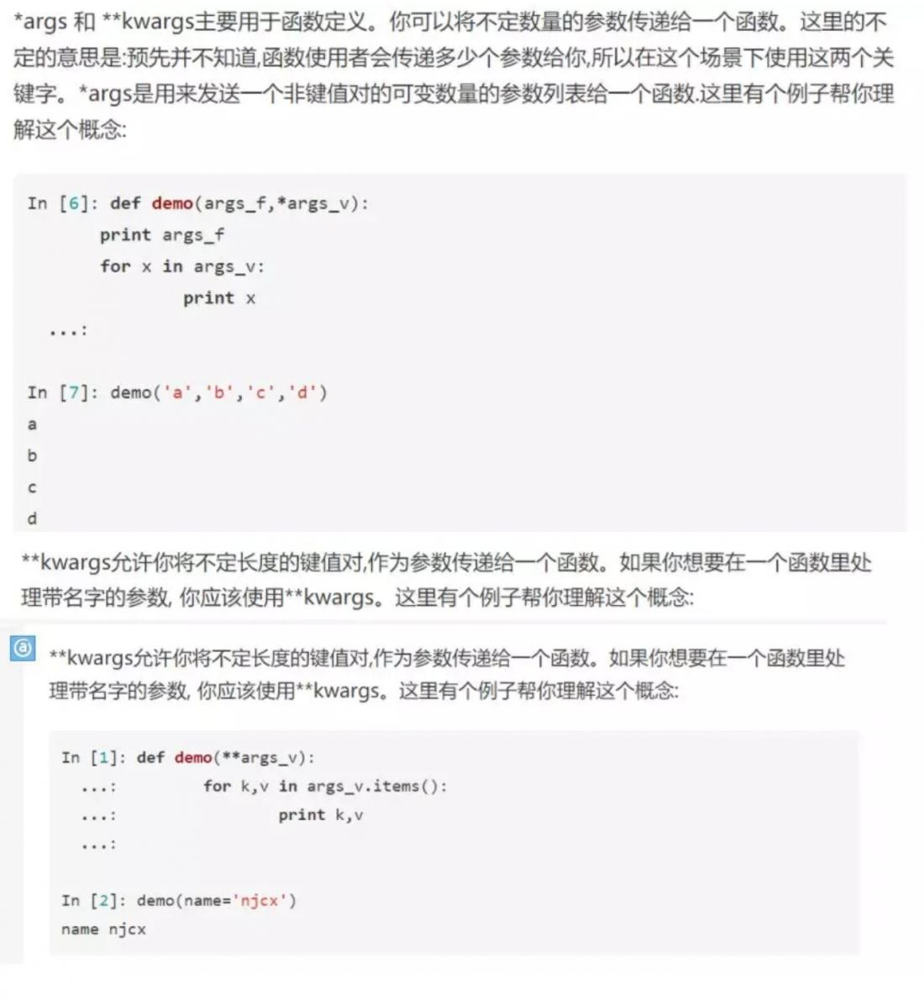 *args 和 **kwargs主要用于函数定义。你可以将不定数量的参数传递给一个函数。这里的不
定的意思是:预先并不知道,函数使用者会传递多少个参数给你,所以在这个场景下使用这两个关
键字。*args是用来发送一个非键值对的可变数量的参数列表给一个函数.这里有个例子帮你理
解这个概念:
In [6]: def demo(args_f,*args_v):
print args_f
for x in args_v:
print x
...:
In [7]: demo('a','b','c','d')
a
b
c
d
**kwargs允许你将不定长度的键值对,作为参数传递给一个函数。如果你想要在一个函数里处
理带名字的参数, 你应该使用**kwargs。这里有个例子帮你理解这个概念:
@
**kwargs允许你将不定长度的键值对,作为参数传递给一个函数。如果你想要在一个函数里处
理带名字的参数, 你应该使用**kwargs。这里有个例子帮你理解这个概念:
In [1]: def demo(**args_v):
...: for k,v in args_v.items():
...: print k,v
...:
In [2]: demo(name='njcx')
name njcx